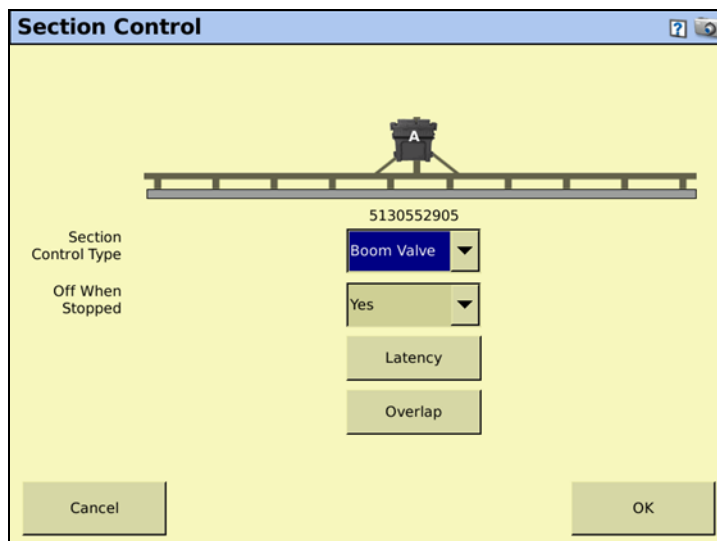 Section Control
?
A
5130552905
Section
Control Type
Boom Valve
Off When
Stopped
Yes
Latency
Overlap
Cancel
OK